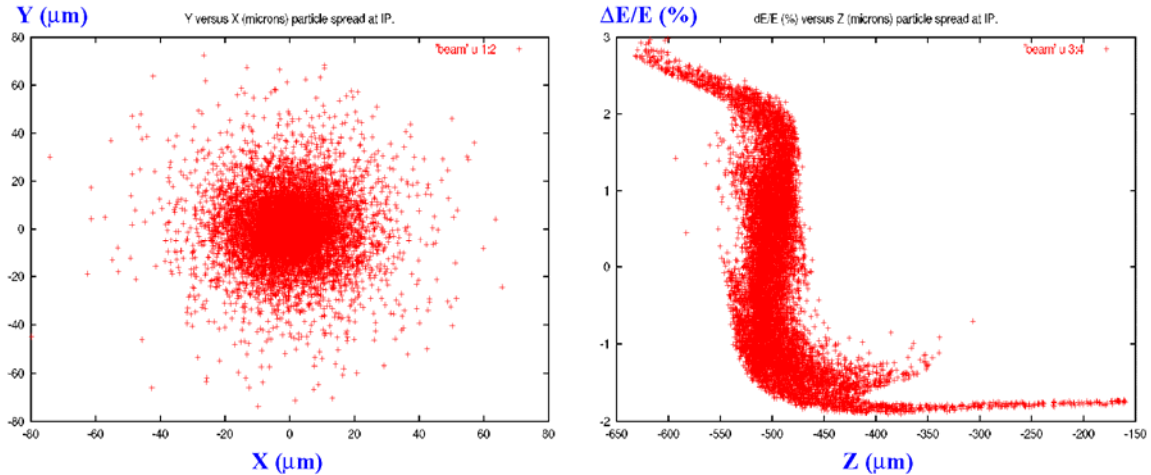 Y (μm)
Y versus X (microns) particle spread at IP.
"beam" u 1:2
80
60
40
20
0
-20
-40
-60
-80
-80 -60 -40 -20 0 20 40 60 80
X (μm)
ΔE/E (%)
dE/E (%) versus Z (microns) particle spread at IP.
"beam" u 3:4
3
2
1
0
-1
-2
-650 -600 -550 -500 -450 -400 -350 -300 -250 -200 -150
Z (μm)